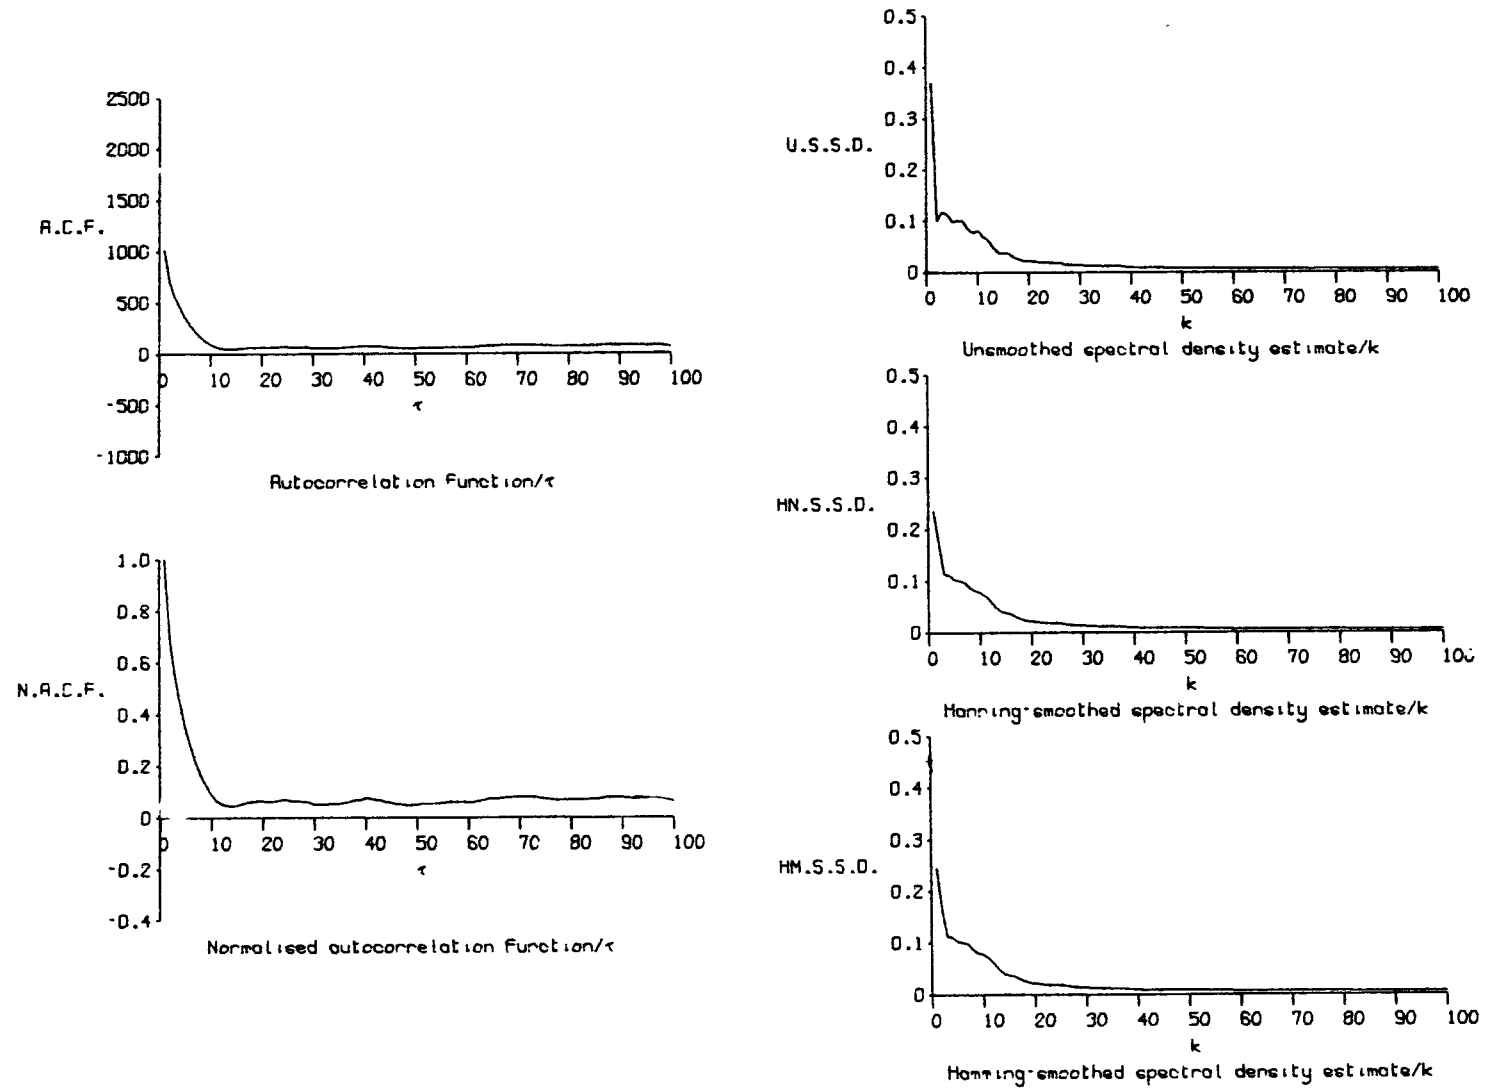 2500
2000
1500
A.C.F.
1000
500
0
0 10 20 30 40 50 60 70 80 90 100
τ
-500
-1000
Autocorrelation function/τ
1.0
0.8
0.6
N.A.C.F.
0.4
0.2
0
0 10 20 30 40 50 60 70 80 90 100
τ
-0.2
-0.4
Normalised autocorrelation function/τ
0.5
0.4
0.3
U.S.S.D.
0.2
0.1
0
0 10 20 30 40 50 60 70 80 90 100
k
Unsmoothed spectral density estimate/k
0.5
0.4
0.3
HN.S.S.D.
0.2
0.1
0
0 10 20 30 40 50 60 70 80 90 100
k
Hanning-smoothed spectral density estimate/k
0.5
0.4
0.3
HM.S.S.D.
0.2
0.1
0
0 10 20 30 40 50 60 70 80 90 100
k
Hamming-smoothed spectral density estimate/k